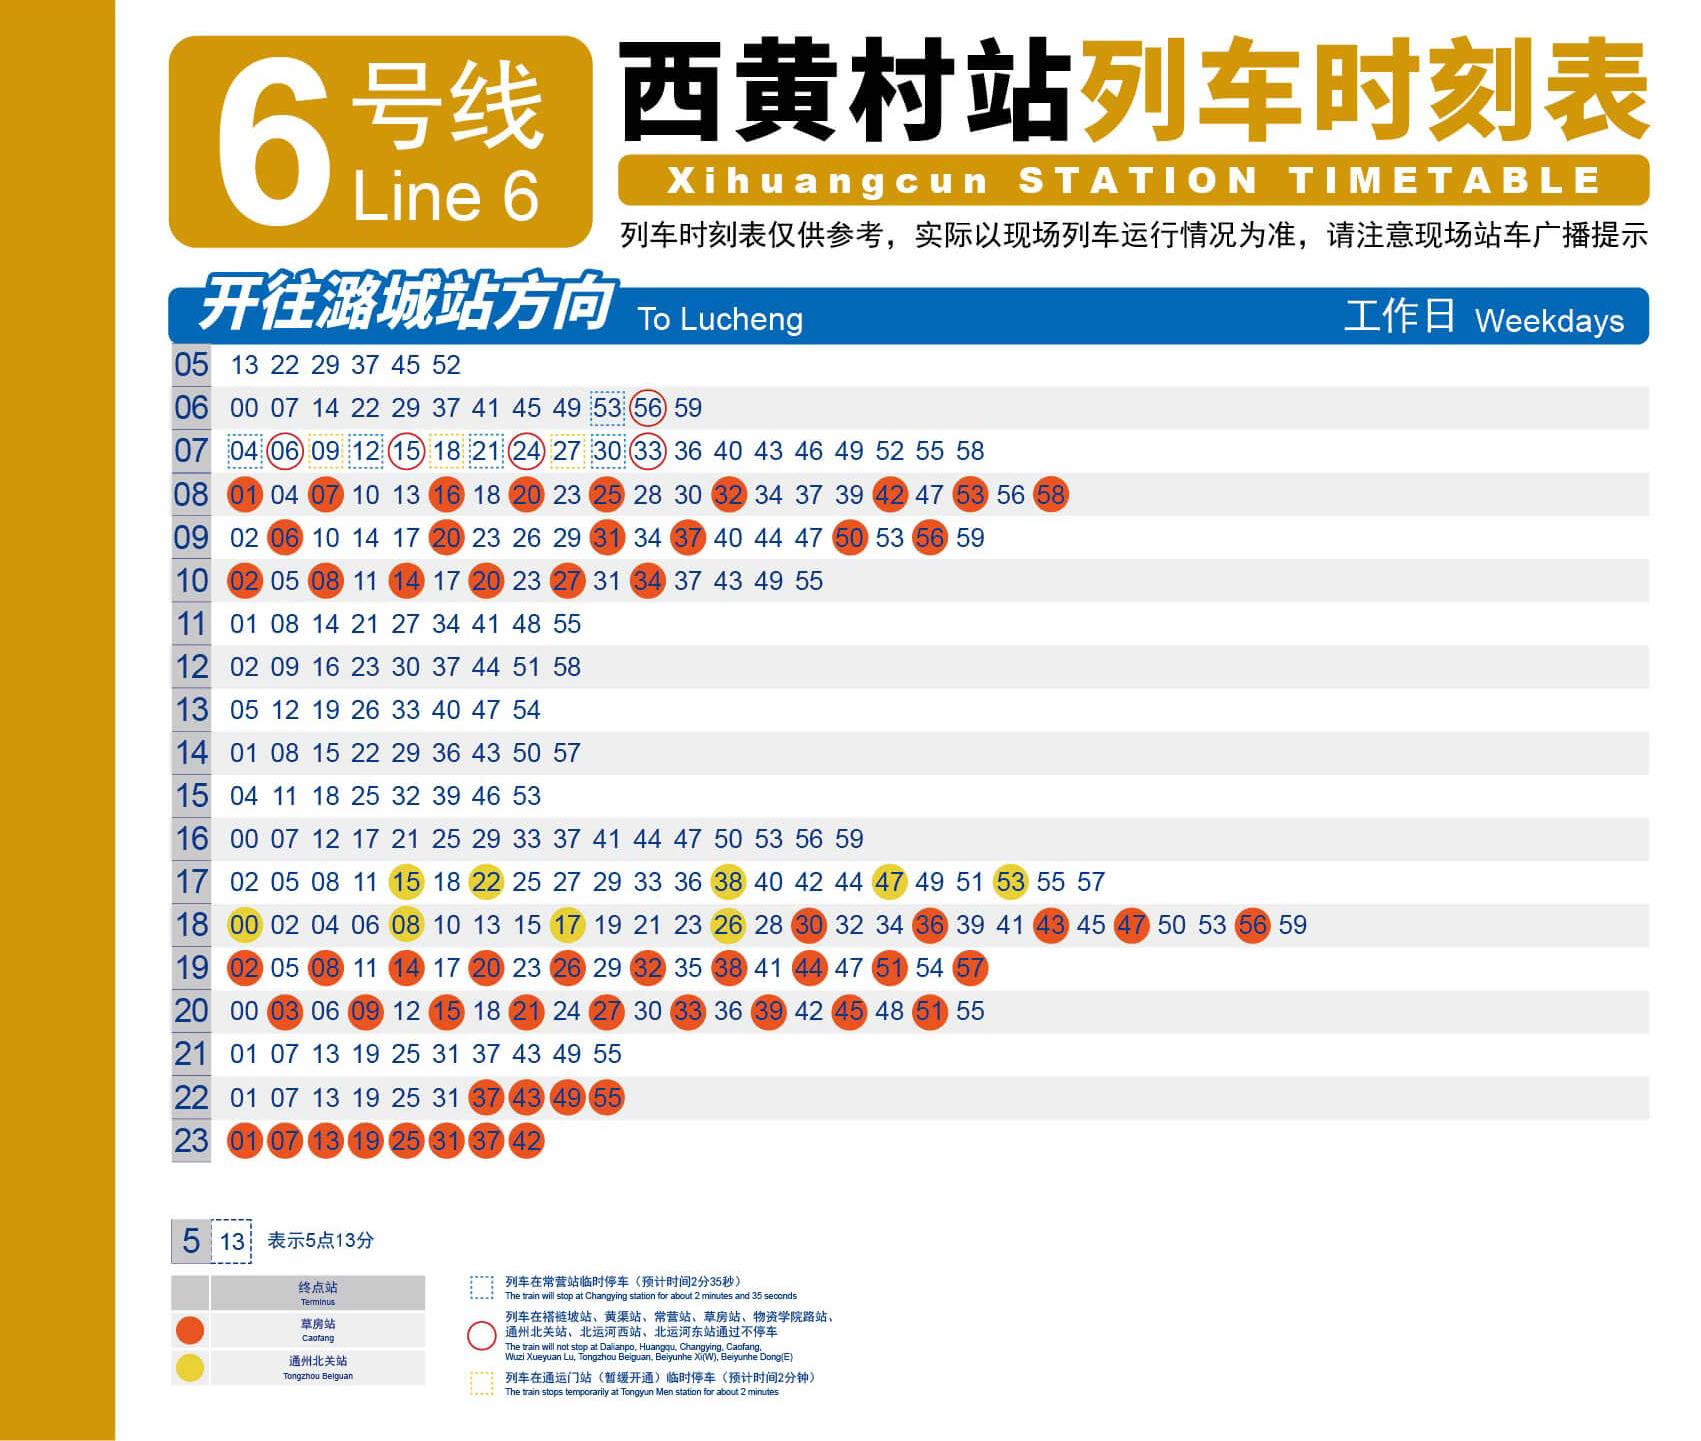 6号线
Line 6
西黄村站列车时刻表
Xihuangcun STATION TIMETABLE
列车时刻表仅供参考，实际以现场列车运行情况为准，请注意现场站车广播提示
开往潞城站方向 To Lucheng 工作日 Weekdays
05 13 22 29 37 45 52
06 00 07 14 22 29 37 41 45 49 53 56 59
07 04 06 09 12 15 18 21 24 27 30 33 36 40 43 46 49 52 55 58
08 01 04 07 10 13 16 18 20 23 25 28 30 32 34 37 39 42 47 53 56 58
09 02 06 10 14 17 20 23 26 29 31 34 37 40 44 47 50 53 56 59
10 02 05 08 11 14 17 20 23 27 31 34 37 43 49 55
11 01 08 14 21 27 34 41 48 55
12 02 09 16 23 30 37 44 51 58
13 05 12 19 26 33 40 47 54
14 01 08 15 22 29 36 43 50 57
15 04 11 18 25 32 39 46 53
16 00 07 12 17 21 25 29 33 37 41 44 47 50 53 56 59
17 02 05 08 11 15 18 22 25 27 29 33 36 38 40 42 44 47 49 51 53 55 57
18 00 02 04 06 08 10 13 15 17 19 21 23 26 28 30 32 34 36 39 41 43 45 47 50 53 56 59
19 02 05 08 11 14 17 20 23 26 29 32 35 38 41 44 47 51 54 57
20 00 03 06 09 12 15 18 21 24 27 30 33 36 39 42 45 48 51 55
21 01 07 13 19 25 31 37 43 49 55
22 01 07 13 19 25 31 37 43 49 55
23 01 07 13 19 25 31 37 42
5 13 表示5点13分
终点站
Terminus
草房站
Caofang
通州北关站
Tongzhou Beiguan
列车在常营站临时停车（预计时间2分35秒）
The train will stop at Changying station for about 2 minutes and 35 seconds
列车在褡裢坡站、黄渠站、常营站、草房站、物资学院路站、
通州北关站、北运河西站、北运河东站通过不停车
The train will not stop at Dalianpo, Huangqu, Changying, Caofang,
Wuzi Xueyuan Lu, Tongzhou Beiguan, Beiyunhe Xi(W), Beiyunhe Dong(E)
列车在通运门站（暂缓开通）临时停车（预计时间2分钟）
The train stops temporarily at Tongyun Men station for about 2 minutes